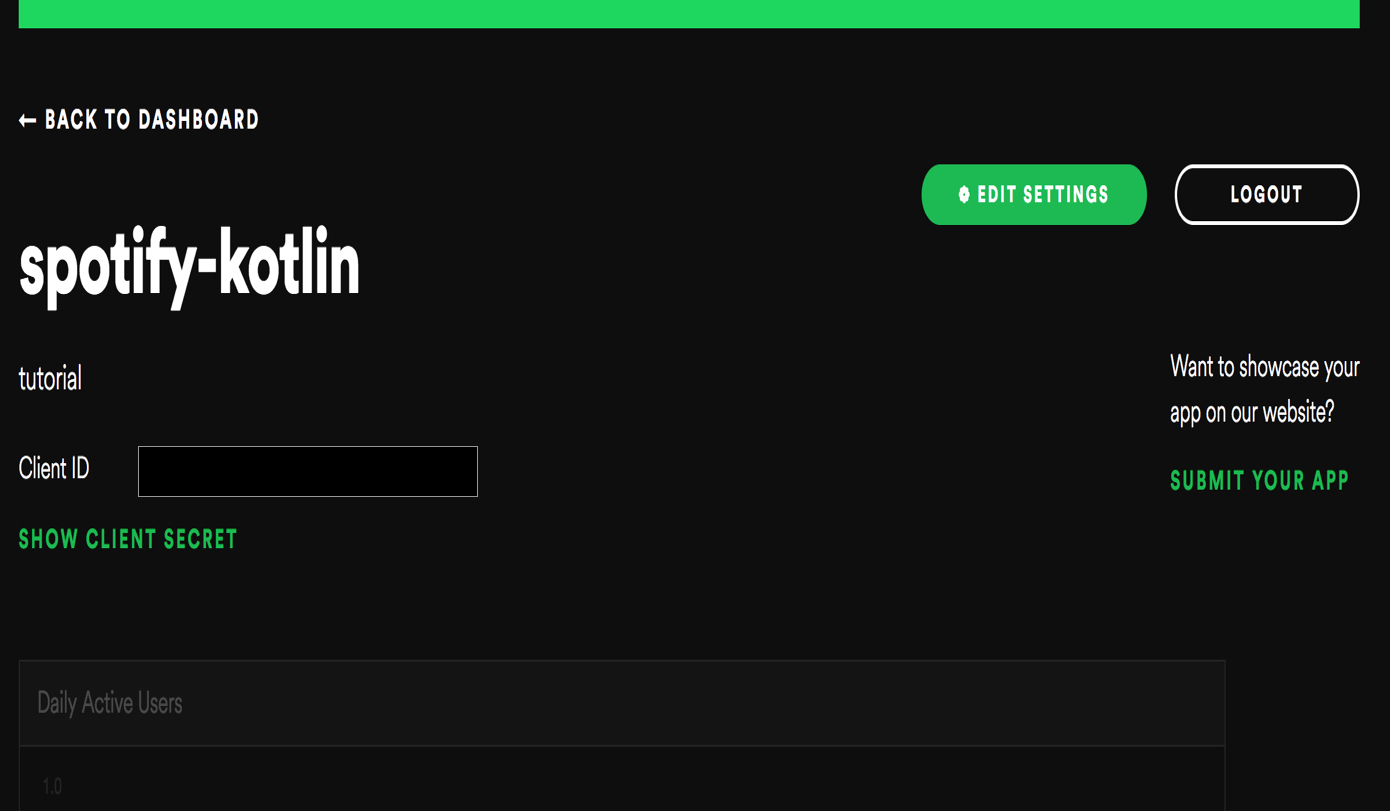 ← BACK TO DASHBOARD
EDIT SETTINGS
LOGOUT
spotify-kotlin
tutorial
Want to showcase your
app on our website?
Client ID
SUBMIT YOUR APP
SHOW CLIENT SECRET
Daily Active Users
1.0